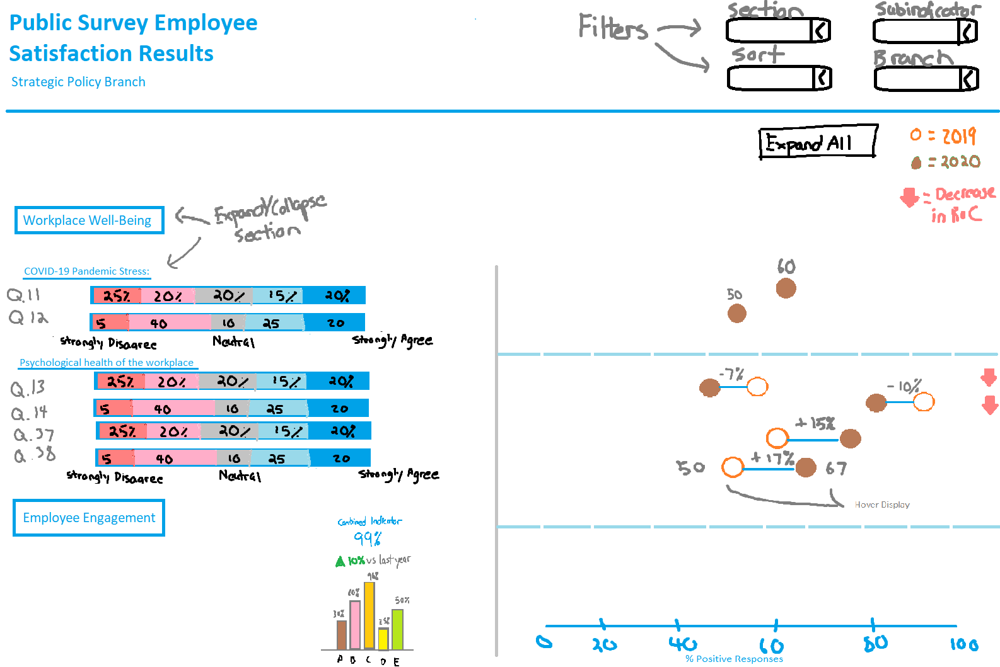 Public Survey Employee
Satisfaction Results
Strategic Policy Branch
Filters
Section
Subindicator
Sort
Branch
Expand All
= 2019
= 2020
= Decrease
in RoC
Workplace Well-Being
Expand/Collapse
Section
COVID-19 Pandemic Stress:
Q.11 25% 20% 20% 15% 20%
Q 12 5 40 10 25 20
Strongly Disagree Neutral Strongly Agree
Psychological health of the workplace
Q.13 25% 20% 20% 15% 20%
Q.14 5 40 10 25 20
Q.37 25% 20% 20% 15% 20%
Q.38 5 40 10 25 20
Strongly Disagree Neutral Strongly Agree
Employee Engagement
Combined Indicator
99%
10% vs last year
30% 60% 98% 25% 50%
A B C D E
60
50
-7%
-10%
+15%
50 +17% 67
Hover Display
0 20 40 60 80 100
% Positive Responses